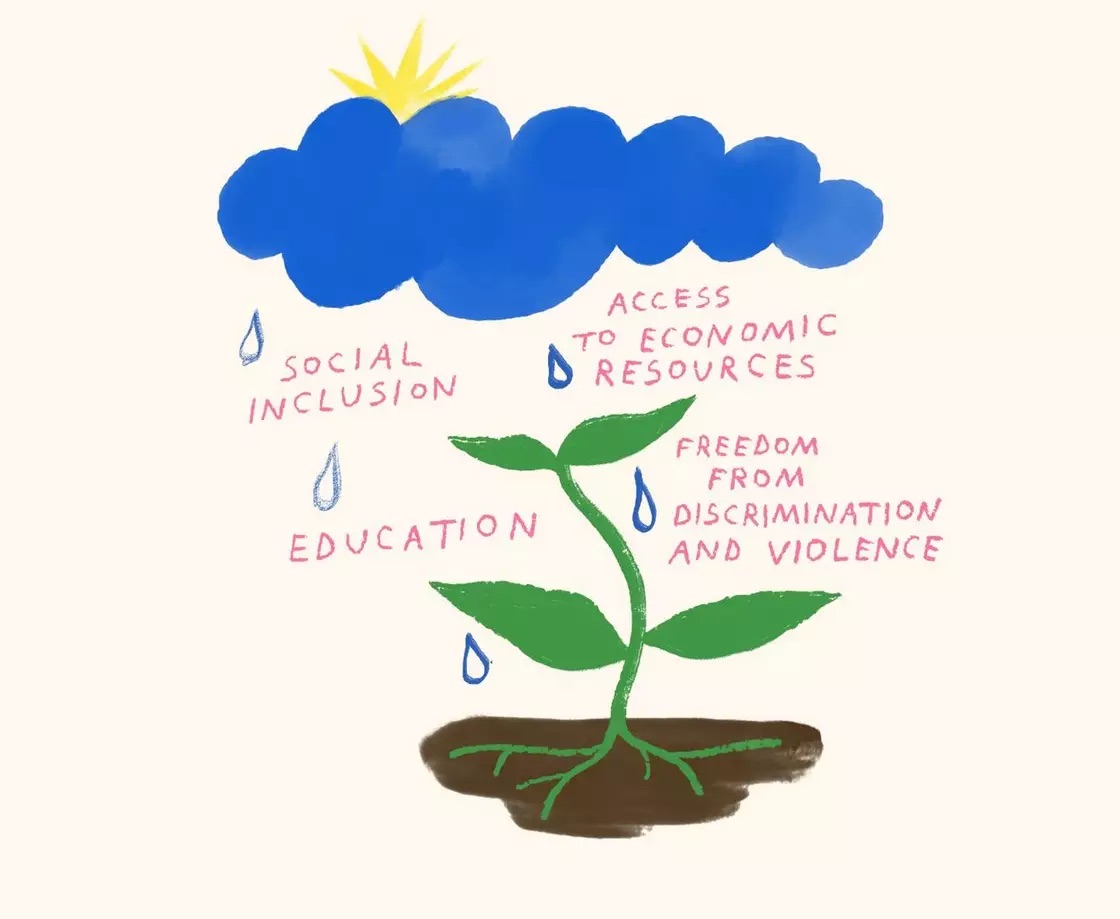 SOCIAL
INCLUSION
ACCESS
TO ECONOMIC
RESOURCES
EDUCATION
FREEDOM
FROM
DISCRIMINATION
AND VIOLENCE